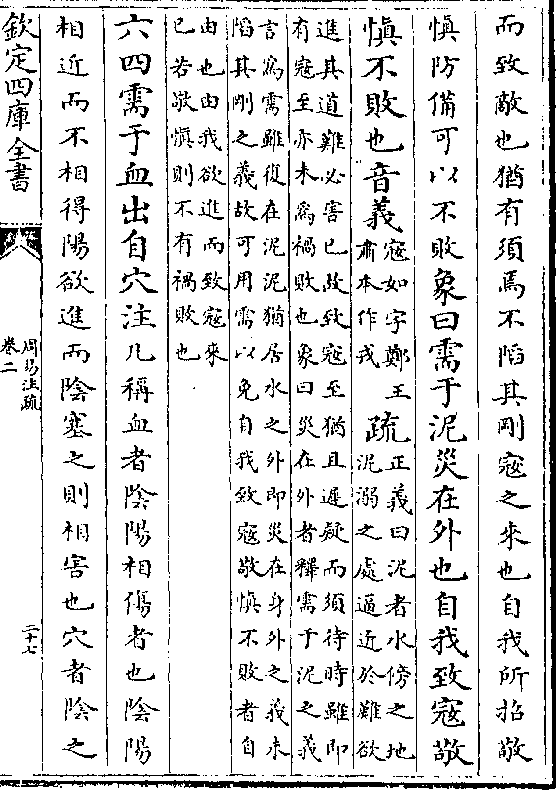 而致敵也猶有須焉不陷其剛寇之來也自我所招敬
慎防備可以不敗象曰需于泥災在外也自我致寇敬
慎不敗也音義
寇如字鄭王
肅本作戎
疏
正義曰泥者水傍之地
泥溺之處逼近於難欲
進其道難必害已故致寇至猶且遲疑而須待時雖即
有寇至亦未為禍敗也象曰災在外者釋需于泥之義
言為需雖復在泥泥猶居水之外即災在身外之義未
陷其剛之義故可用需以免自我致寇敬慎不敗者自
由也由我欲進而致寇來
已若敬慎則不有禍敗也
六四需于血出自穴注凡稱血者陰陽相傷者也陰陽
相近而不相得陽欲進而陰塞之則相害也穴者陰之
欽定四庫全書
周易注疏
卷二
二十七